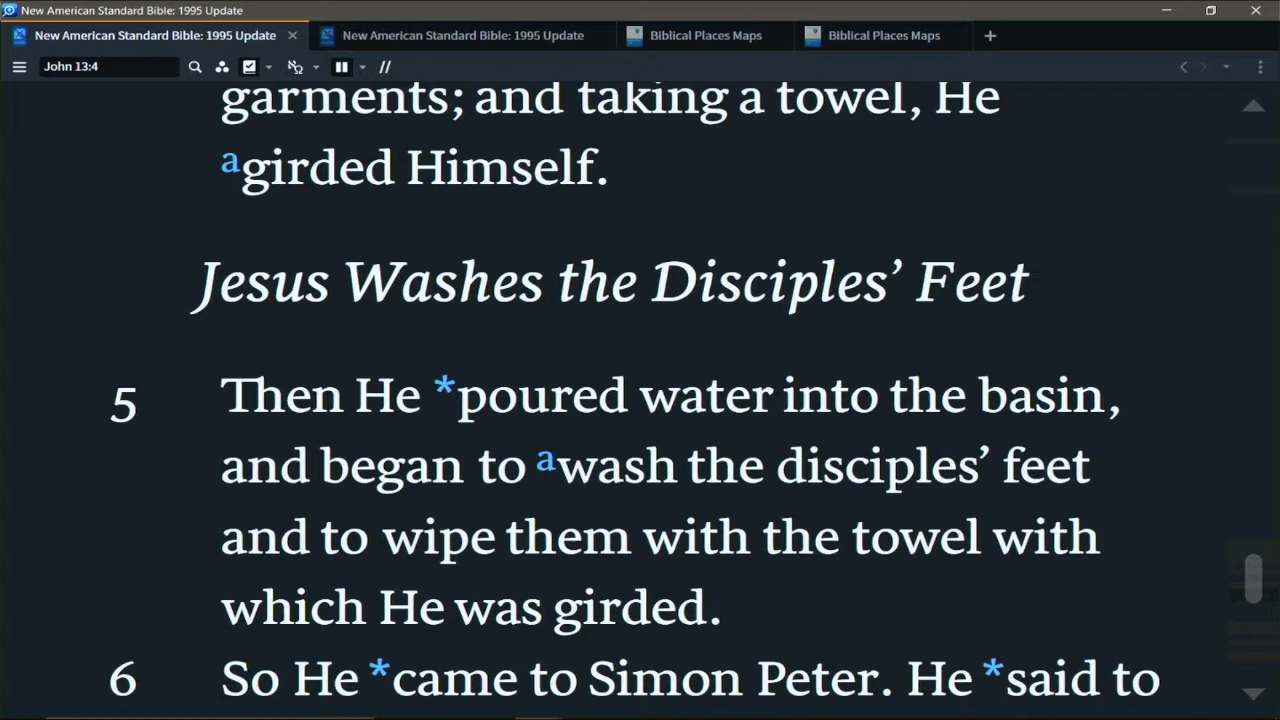 New American Standard Bible: 1995 Update
New American Standard Bible: 1995 Update
New American Standard Bible: 1995 Update
Biblical Places Maps
Biblical Places Maps
John 13:4
garments; and taking a towel, He
agirded Himself.
Jesus Washes the Disciples’ Feet
5 Then He *poured water into the basin,
and began to awash the disciples’ feet
and to wipe them with the towel with
which He was girded.
6 So He *came to Simon Peter. He *said to